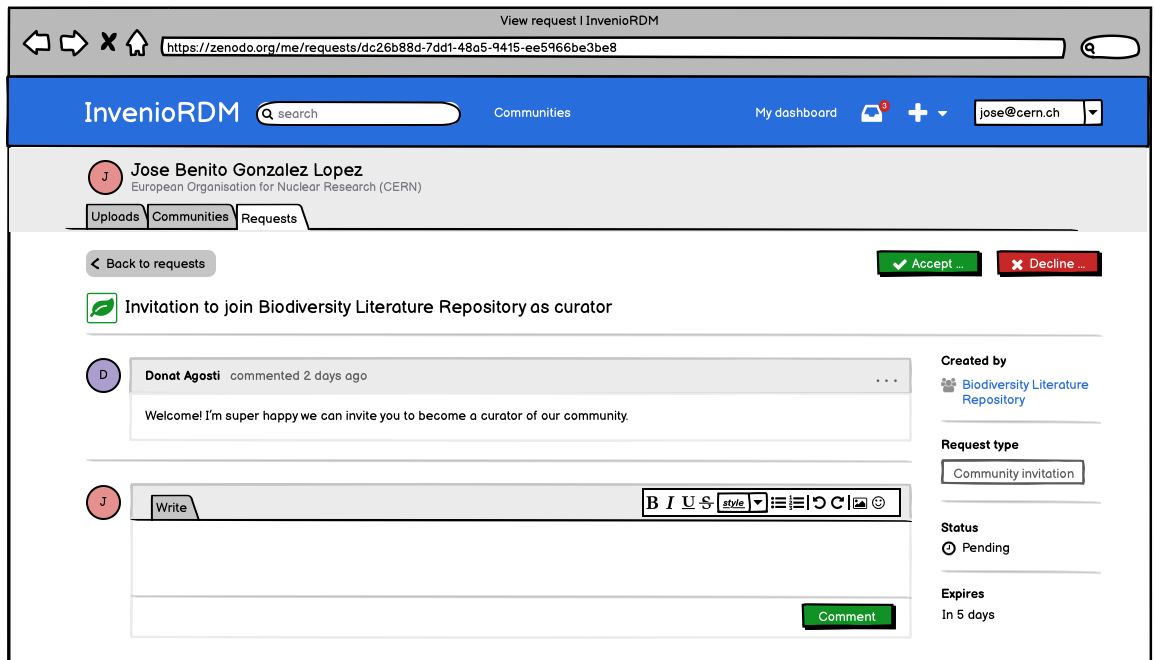 View request | InvenioRDM
https://zenodo.org/me/requests/dc26b88d-7dd1-48a5-9415-ee5966be3be8
InvenioRDM
search
Communities
My dashboard
3
jose@cern.ch
J
Jose Benito Gonzalez Lopez
European Organisation for Nuclear Research (CERN)
Uploads
Communities
Requests
Back to requests
Accept ...
Decline ...
Invitation to join Biodiversity Literature Repository as curator
D
Donat Agosti commented 2 days ago
...
Welcome! I'm super happy we can invite you to become a curator of our community.
Created by
Biodiversity Literature
Repository
Request type
Community invitation
J
Write
B I U S style
Status
Pending
Expires
In 5 days
Comment